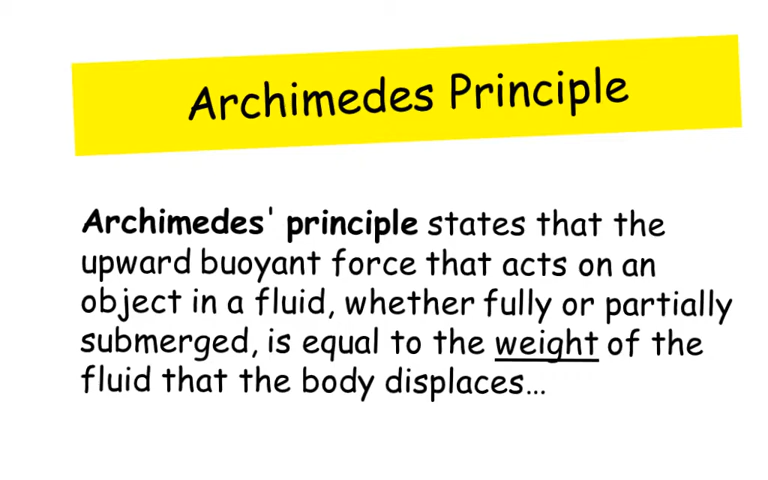 Archimedes Principle
Archimedes' principle states that the
upward buoyant force that acts on an
object in a fluid, whether fully or partially
submerged, is equal to the weight of the
fluid that the body displaces…